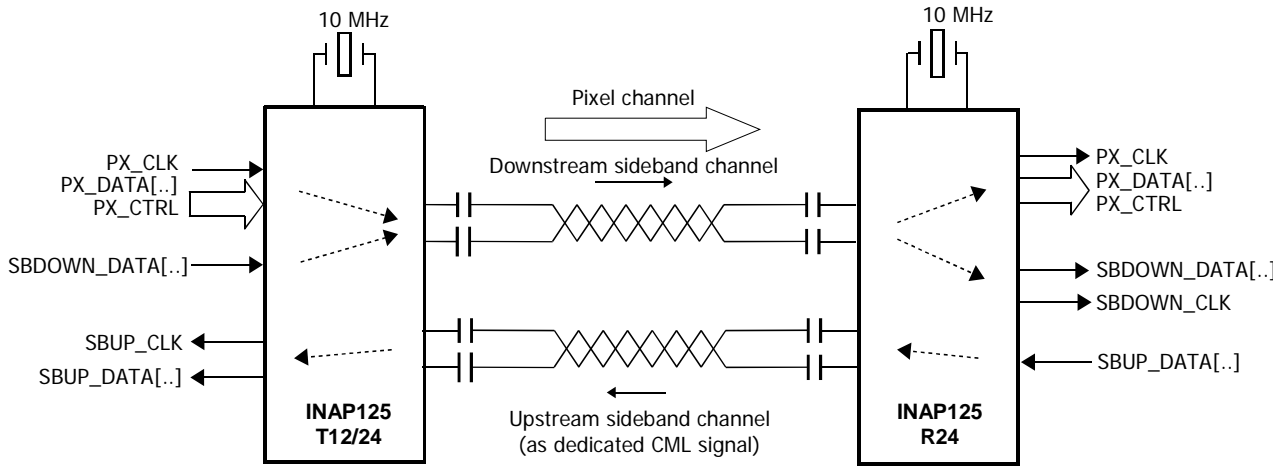 10 MHz
10 MHz
Pixel channel
Downstream sideband channel
PX_CLK
PX_DATA[..]
PX_CTRL
SBDOWN_DATA[..]
SBUP_CLK
SBUP_DATA[..]
INAP125
T12/24
Upstream sideband channel
(as dedicated CML signal)
PX_CLK
PX_DATA[..]
PX_CTRL
SBDOWN_DATA[..]
SBDOWN_CLK
SBUP_DATA[..]
INAP125
R24